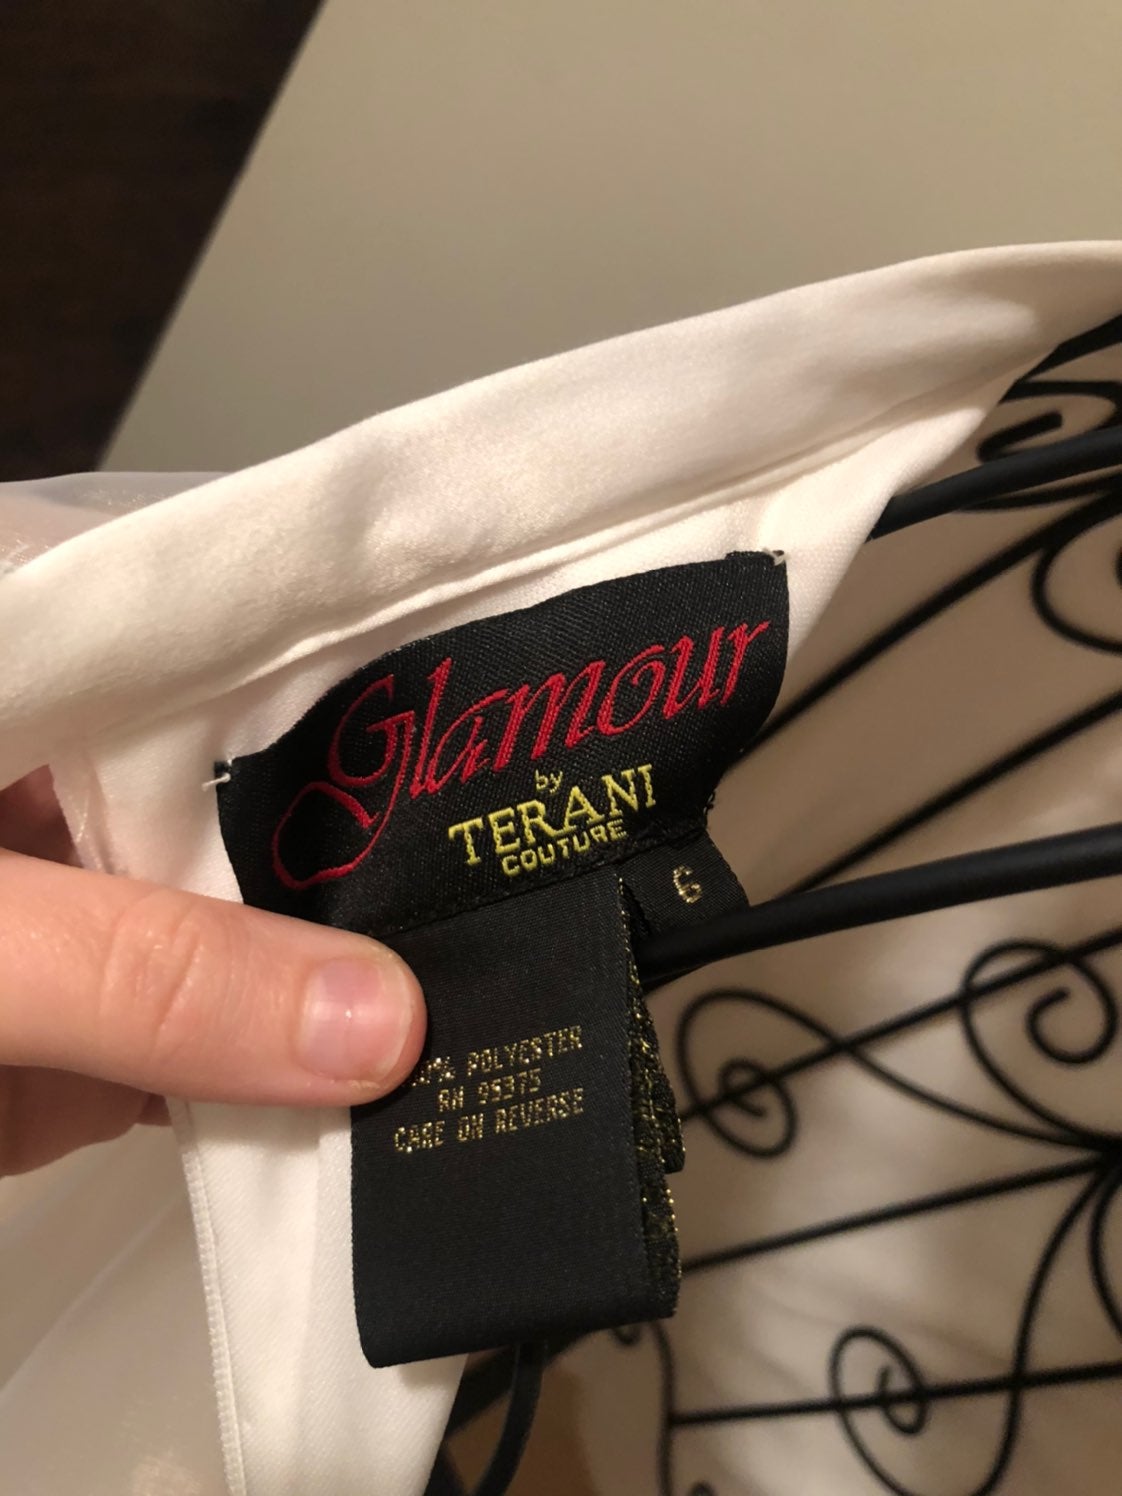 Glamour
by
TERANI
COUTURE
6
% POLYESTER
RN 95375
CARE ON REVERSE